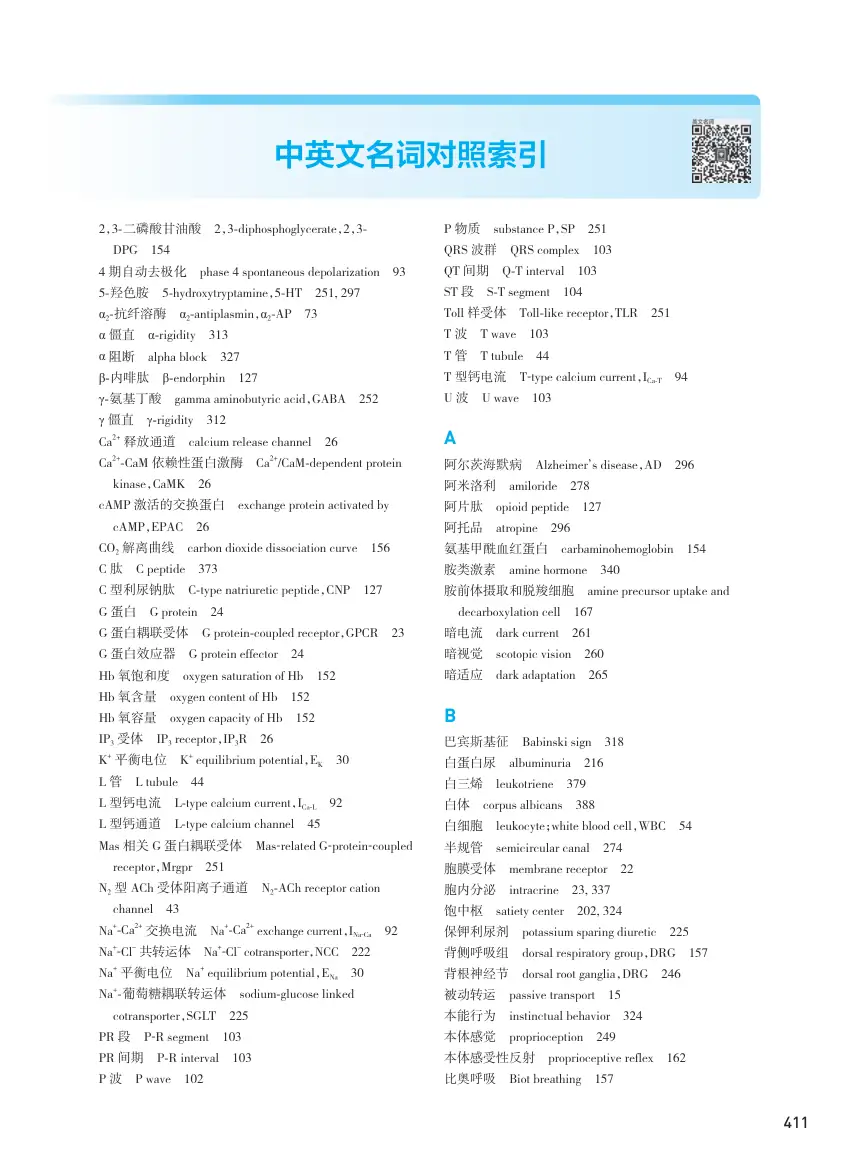 英文名词
中英文名词对照索引
2,3-二磷酸甘油酸 2,3-diphosphoglycerate,2,3-
DPG 154
4 期自动去极化 phase 4 spontaneous depolarization 93
5-羟色胺 5-hydroxytryptamine,5-HT 251, 297
α₂-抗纤溶酶 α₂-antiplasmin,α₂-AP 73
α 僵直 α-rigidity 313
α 阻断 alpha block 327
β-内啡肽 β-endorphin 127
γ-氨基丁酸 gamma aminobutyric acid,GABA 252
γ 僵直 γ-rigidity 312
Ca²⁺ 释放通道 calcium release channel 26
Ca²⁺-CaM 依赖性蛋白激酶 Ca²⁺/CaM-dependent protein
kinase,CaMK 26
cAMP 激活的交换蛋白 exchange protein activated by
cAMP,EPAC 26
CO₂ 解离曲线 carbon dioxide dissociation curve 156
C 肽 C peptide 373
C 型利尿钠肽 C-type natriuretic peptide,CNP 127
G 蛋白 G protein 24
G 蛋白耦联受体 G protein-coupled receptor,GPCR 23
G 蛋白效应器 G protein effector 24
Hb 氧饱和度 oxygen saturation of Hb 152
Hb 氧含量 oxygen content of Hb 152
Hb 氧容量 oxygen capacity of Hb 152
IP₃ 受体 IP₃ receptor,IP₃R 26
K⁺ 平衡电位 K⁺ equilibrium potential,E_K 30
L 管 L tubule 44
L 型钙电流 L-type calcium current,I_Ca-L 92
L 型钙通道 L-type calcium channel 45
Mas 相关 G 蛋白耦联受体 Mas-related G-protein-coupled
receptor,Mrgpr 251
N₂ 型 ACh 受体阳离子通道 N₂-ACh receptor cation
channel 43
Na⁺-Ca²⁺ 交换电流 Na⁺-Ca²⁺ exchange current,I_Na-Ca 92
Na⁺-Cl⁻ 共转运体 Na⁺-Cl⁻ cotransporter,NCC 222
Na⁺ 平衡电位 Na⁺ equilibrium potential,E_Na 30
Na⁺-葡萄糖耦联转运体 sodium-glucose linked
cotransporter,SGLT 225
PR 段 P-R segment 103
PR 间期 P-R interval 103
P 波 P wave 102
P 物质 substance P,SP 251
QRS 波群 QRS complex 103
QT 间期 Q-T interval 103
ST 段 S-T segment 104
Toll 样受体 Toll-like receptor,TLR 251
T 波 T wave 103
T 管 T tubule 44
T 型钙电流 T-type calcium current,I_Ca-T 94
U 波 U wave 103
A
阿尔茨海默病 Alzheimer's disease,AD 296
阿米洛利 amiloride 278
阿片肽 opioid peptide 127
阿托品 atropine 296
氨基甲酰血红蛋白 carbaminohemoglobin 154
胺类激素 amine hormone 340
胺前体摄取和脱羧细胞 amine precursor uptake and
decarboxylation cell 167
暗电流 dark current 261
暗视觉 scotopic vision 260
暗适应 dark adaptation 265
B
巴宾斯基征 Babinski sign 318
白蛋白尿 albuminuria 216
白三烯 leukotriene 379
白体 corpus albicans 388
白细胞 leukocyte;white blood cell,WBC 54
半规管 semicircular canal 274
胞膜受体 membrane receptor 22
胞内分泌 intracrine 23, 337
饱中枢 satiety center 202, 324
保钾利尿剂 potassium sparing diuretic 225
背侧呼吸组 dorsal respiratory group,DRG 157
背根神经节 dorsal root ganglia,DRG 246
被动转运 passive transport 15
本能行为 instinctual behavior 324
本体感觉 proprioception 249
本体感受性反射 proprioceptive reflex 162
比奥呼吸 Biot breathing 157
411